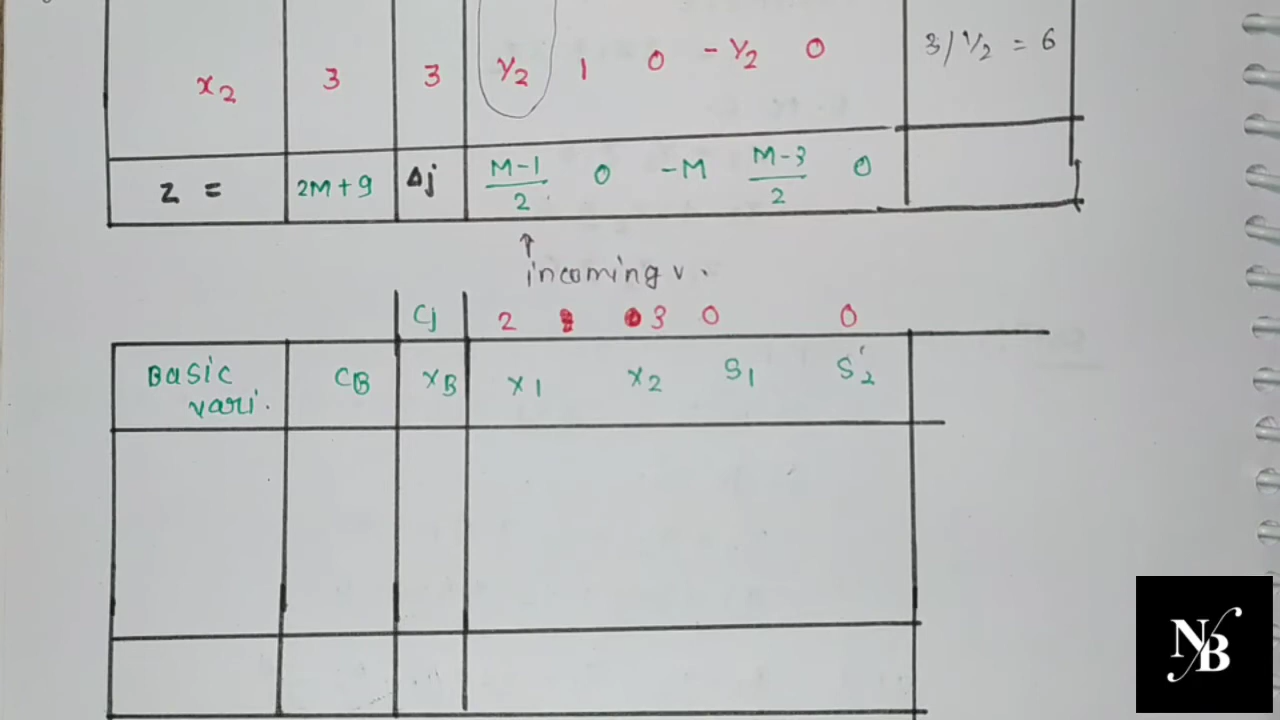 x2 3 3 1/2 1 0 -1/2 0 3/1/2 = 6
Z = 2M+9 Δj M-1/2 0 -M M-3/2 0
incoming v.
Cj 2 3 0 0
Basic vari. CB XB x1 x2 S1 S2
NB